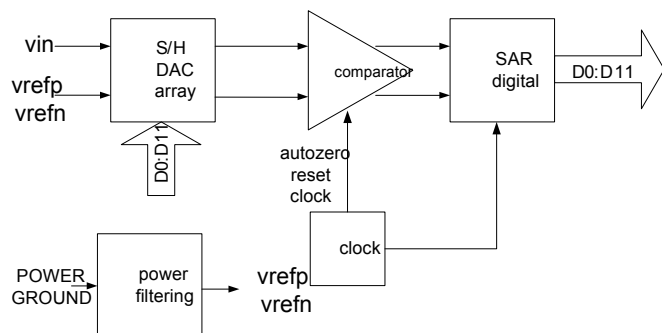 vin
vrefp
vrefn
S/H
DAC
array
D0:D11
comparator
SAR
digital
D0:D11
autozero
reset
clock
clock
POWER
GROUND
power
filtering
vrefp
vrefn